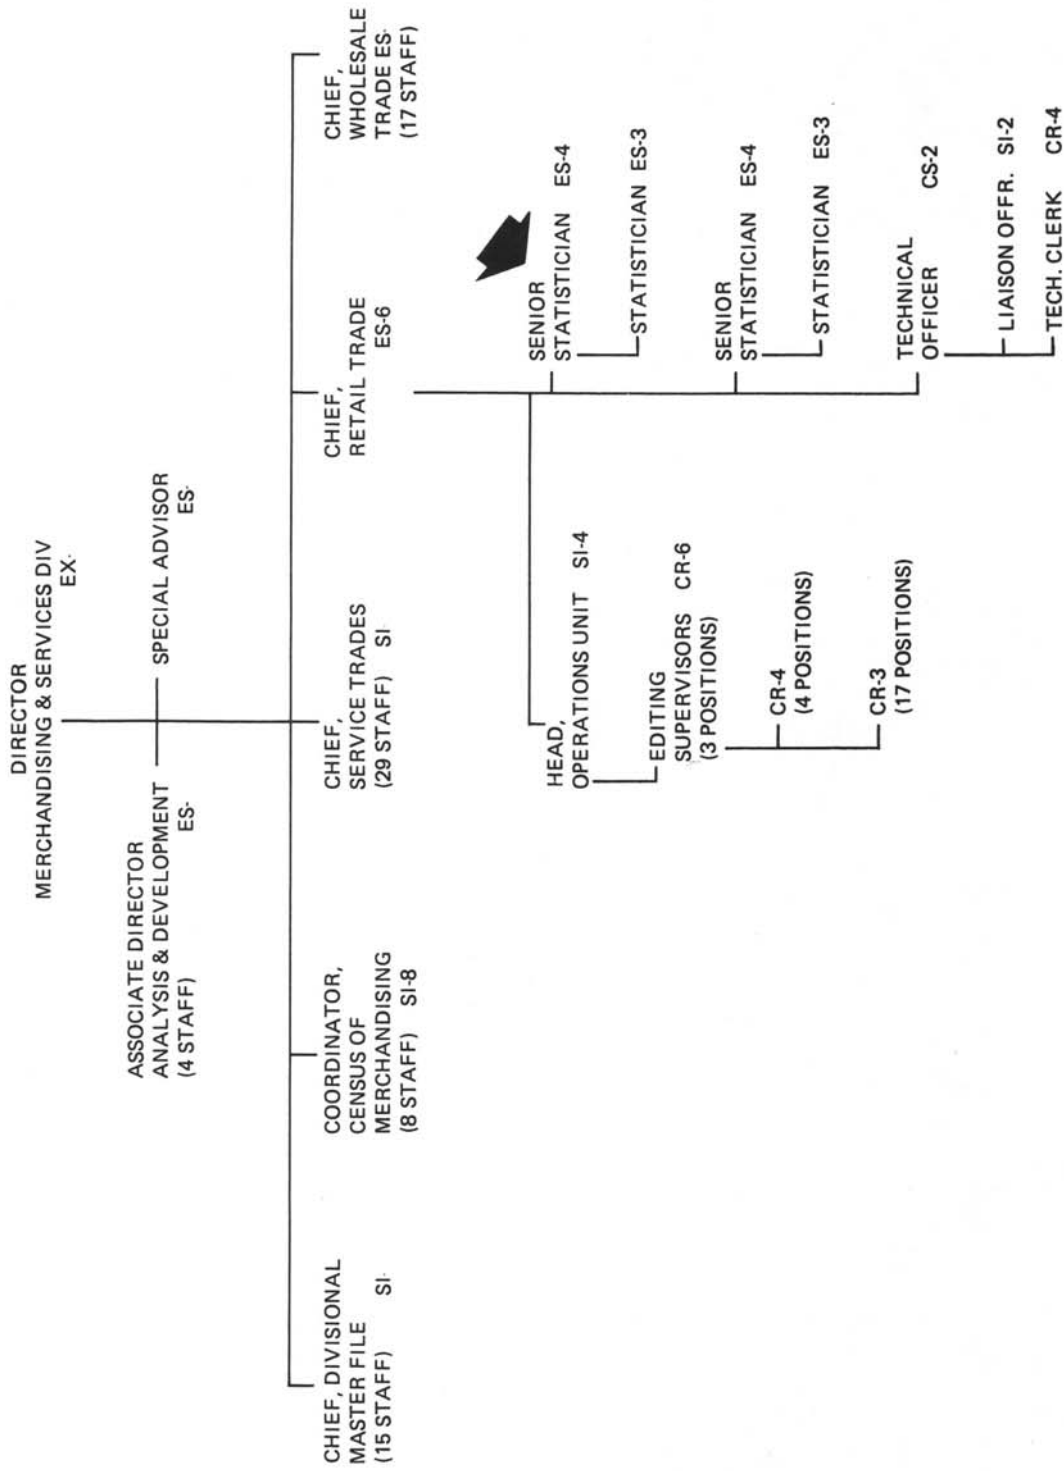 DIRECTOR
MERCHANDISING & SERVICES DIV
EX-
ASSOCIATE DIRECTOR
ANALYSIS & DEVELOPMENT
(4 STAFF) ES-
SPECIAL ADVISOR
ES-
CHIEF, DIVISIONAL
MASTER FILE
(15 STAFF) SI-
COORDINATOR,
CENSUS OF
MERCHANDISING
(8 STAFF) SI-8
CHIEF,
SERVICE TRADES
(29 STAFF) SI-
CHIEF,
RETAIL TRADE
ES-6
CHIEF,
WHOLESALE
TRADE ES-
(17 STAFF)
HEAD,
OPERATIONS UNIT SI-4
EDITING
SUPERVISORS CR-6
(3 POSITIONS)
CR-4
(4 POSITIONS)
CR-3
(17 POSITIONS)
SENIOR
STATISTICIAN ES-4
STATISTICIAN ES-3
SENIOR
STATISTICIAN ES-4
STATISTICIAN ES-3
TECHNICAL
OFFICER CS-2
LIAISON OFFR. SI-2
TECH. CLERK CR-4